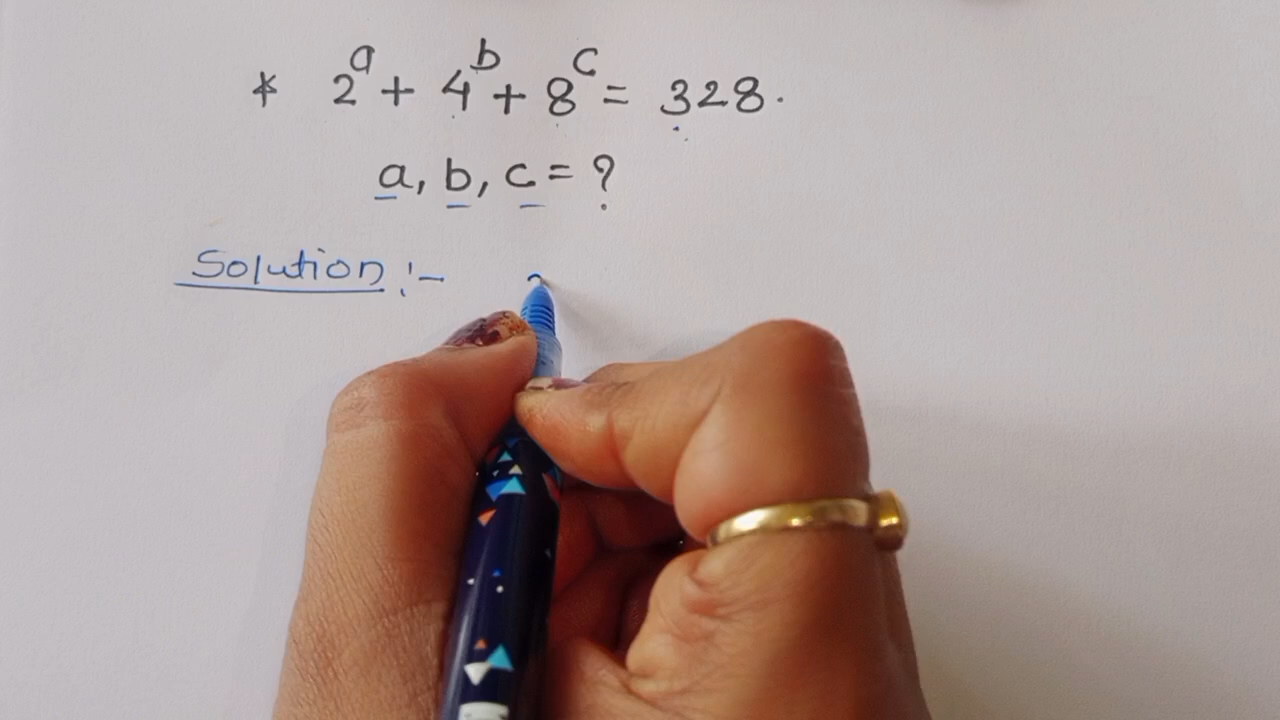 * 2^a + 4^b + 8^c = 328.
a, b, c = ?
Solution :-